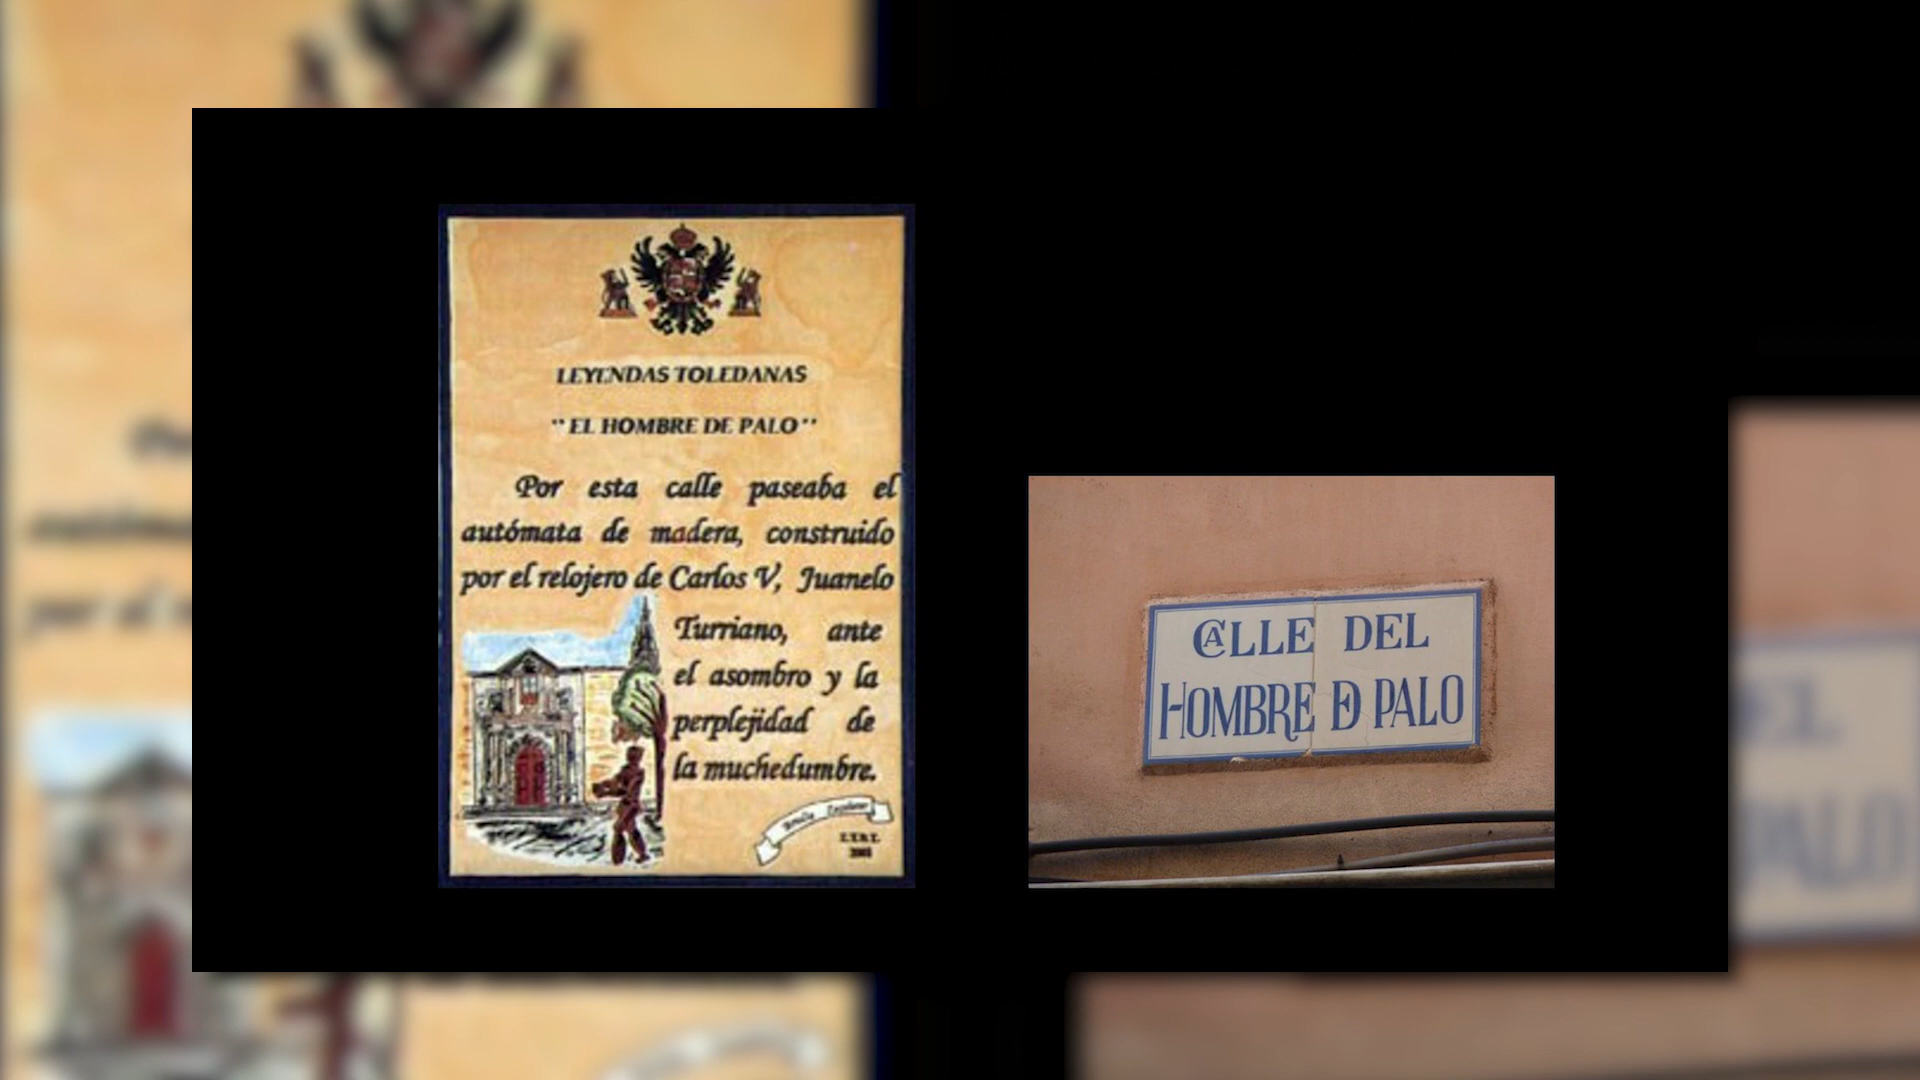 LEYENDAS TOLEDANAS
"EL HOMBRE DE PALO"
Por esta calle paseaba el
autómata de madera, construido
por el relojero de Carlos V, Juanelo
Turriano, ante
el asombro y la
perplejidad de
la muchedumbre.
CALLE DEL
HOMBRE DE PALO